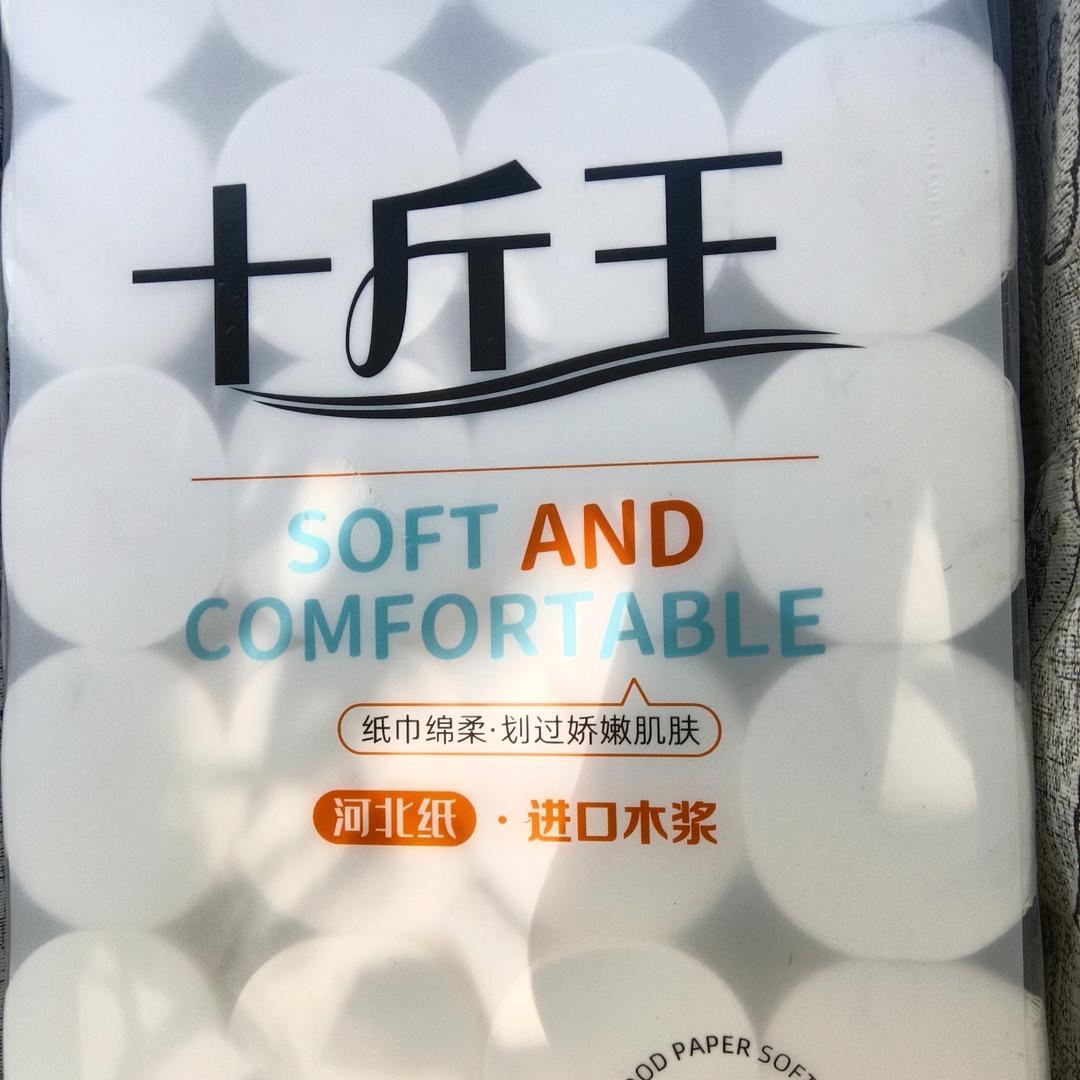 十斤王
SOFT AND
COMFORTABLE
纸巾绵柔·划过娇嫩肌肤
河北纸·进口木浆
PAPER SOFT